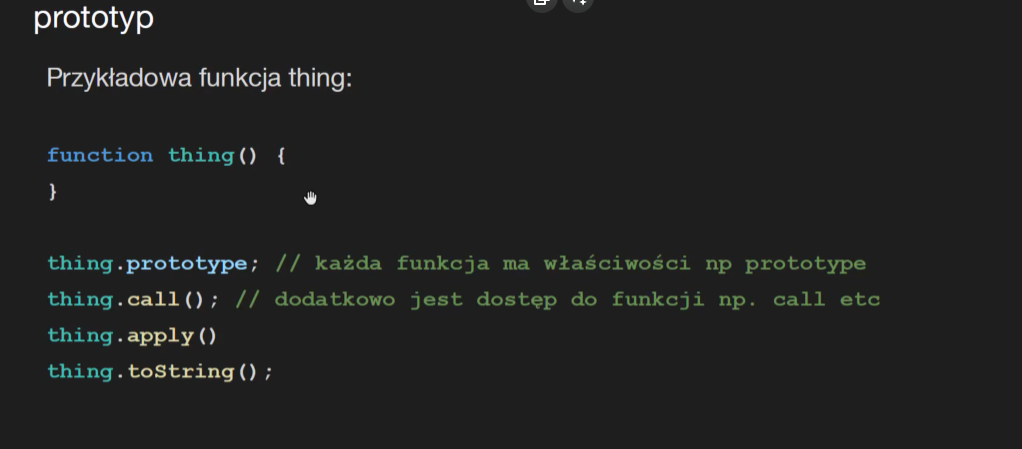 prototyp
Przykładowa funkcja thing:
function thing() {
}
thing.prototype; // każda funkcja ma właściwości np prototype
thing.call(); // dodatkowo jest dostęp do funkcji np. call etc
thing.apply()
thing.toString();